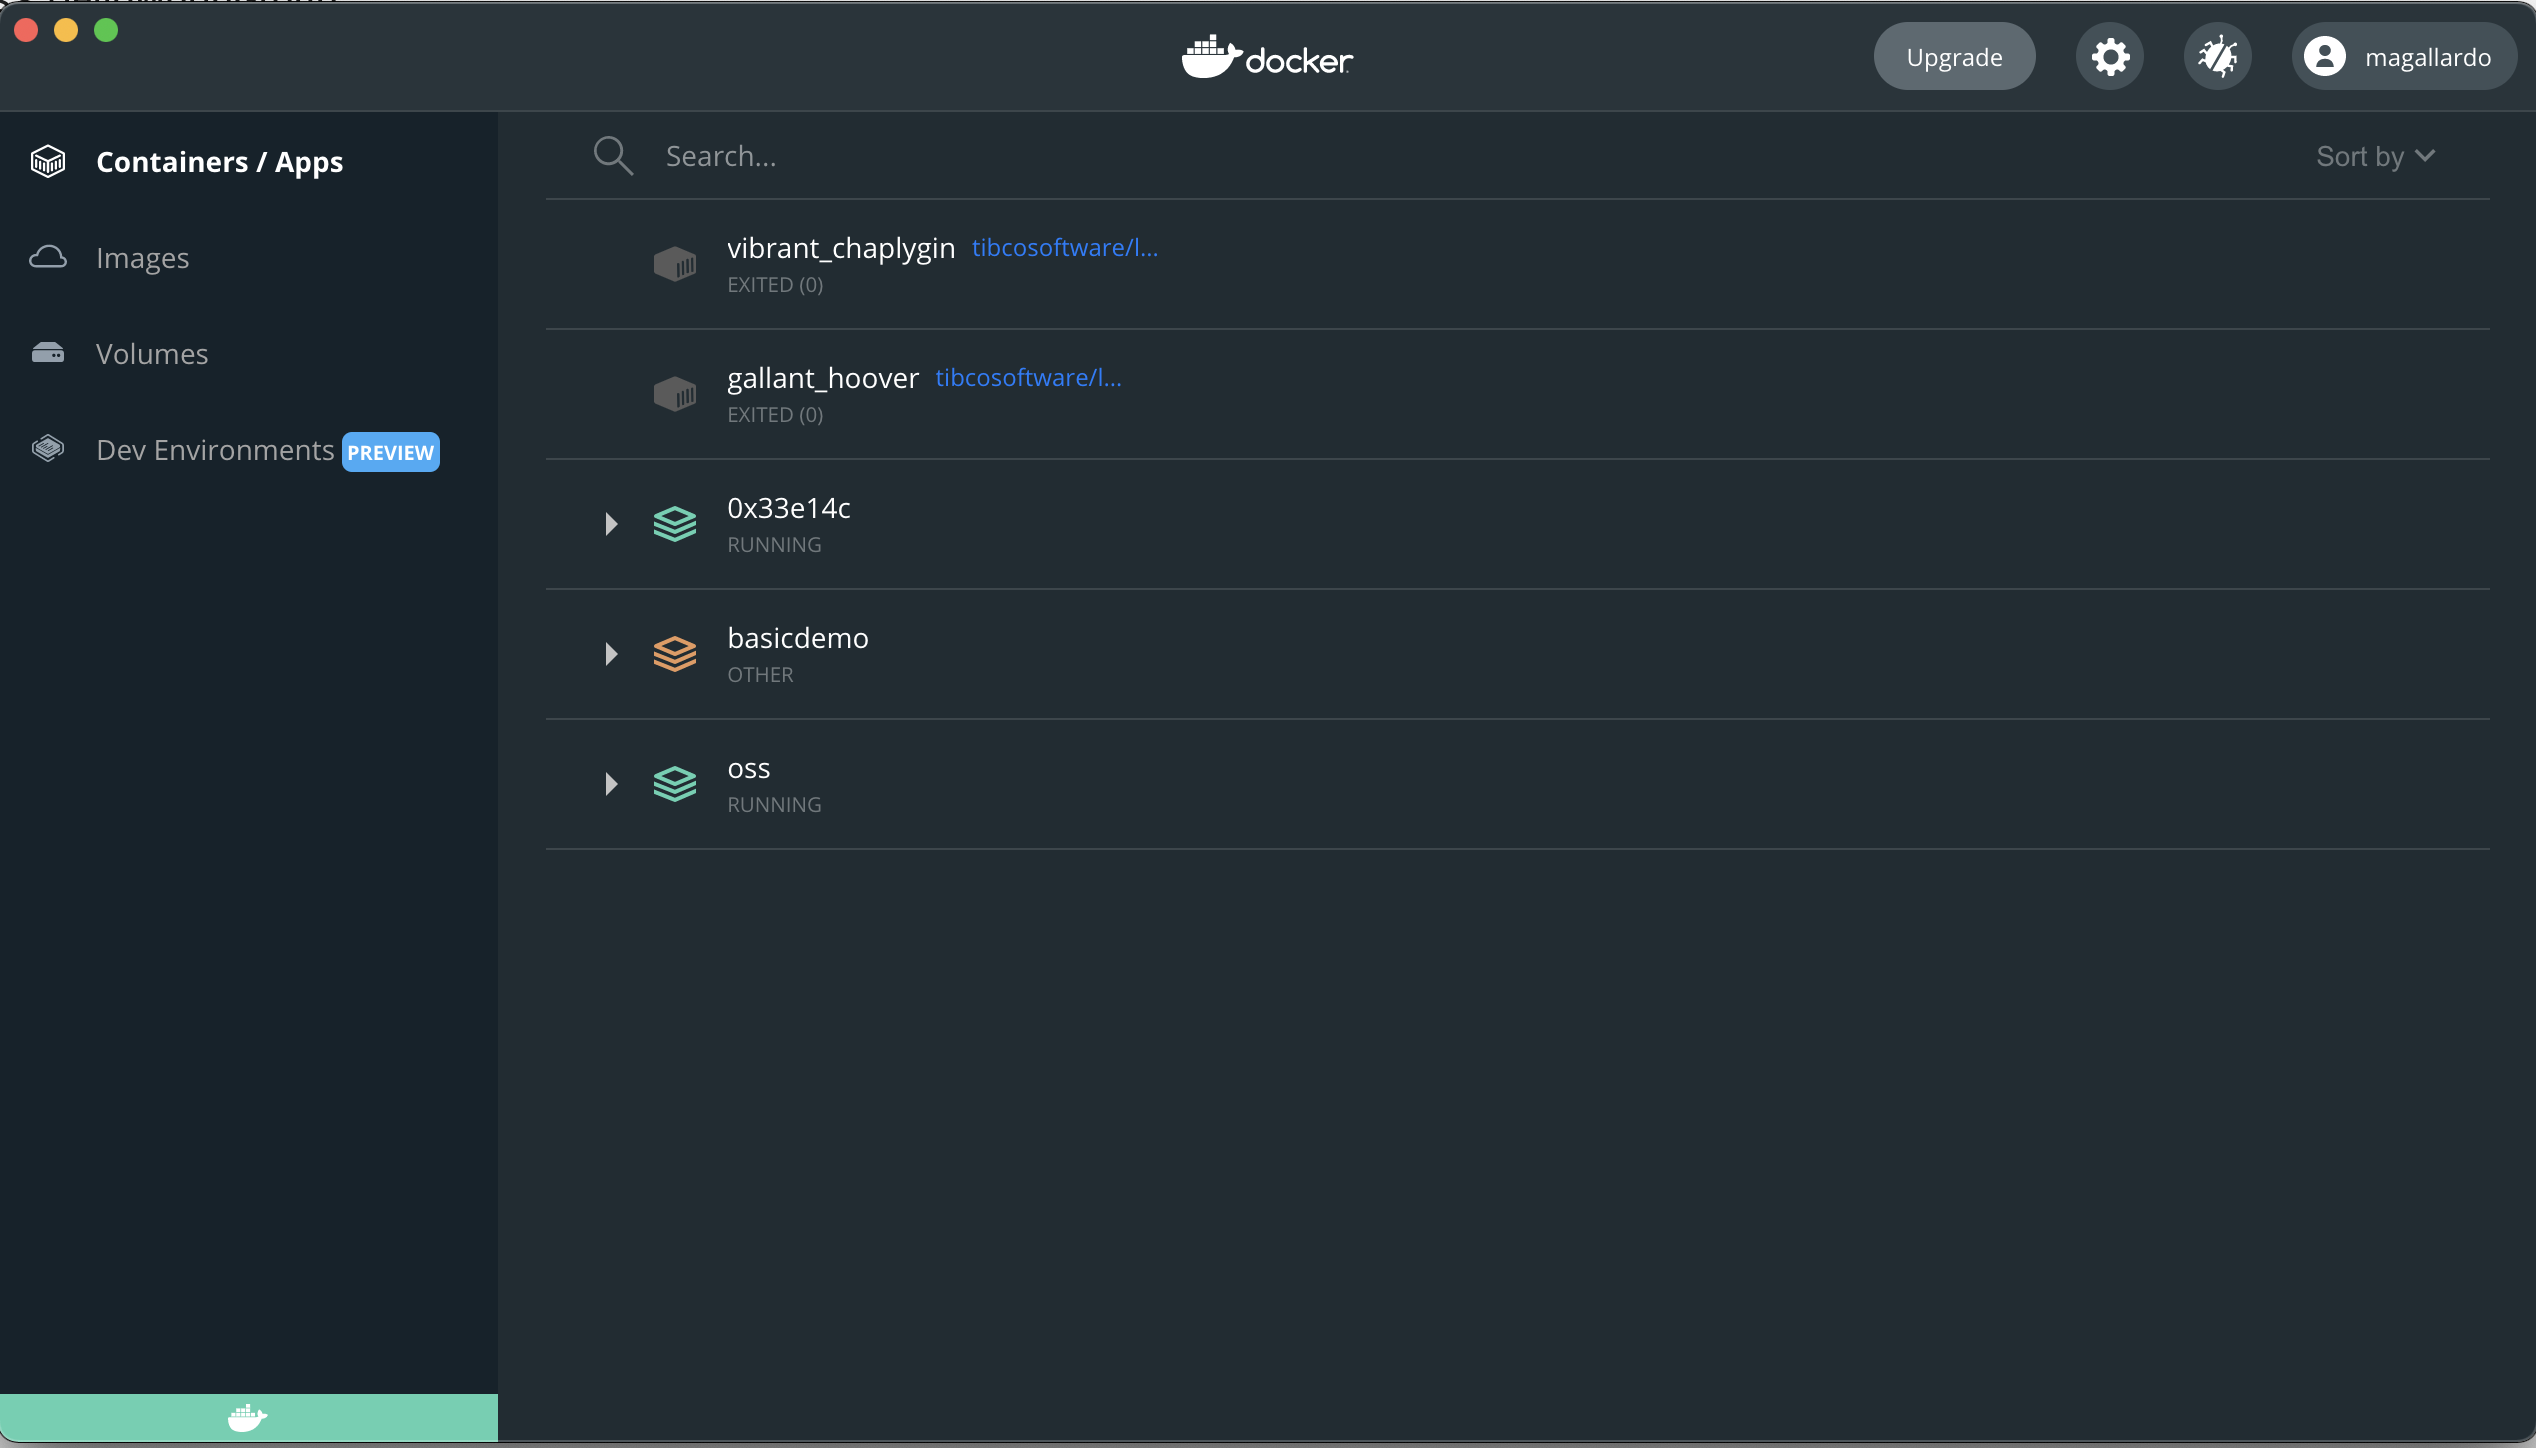 docker
Upgrade
magallardo
Containers / Apps
Images
Volumes
Dev Environments PREVIEW
Search...
Sort by
vibrant_chaplygin tibcosoftware/l...
EXITED (0)
gallant_hoover tibcosoftware/l...
EXITED (0)
0x33e14c
RUNNING
basicdemo
OTHER
oss
RUNNING